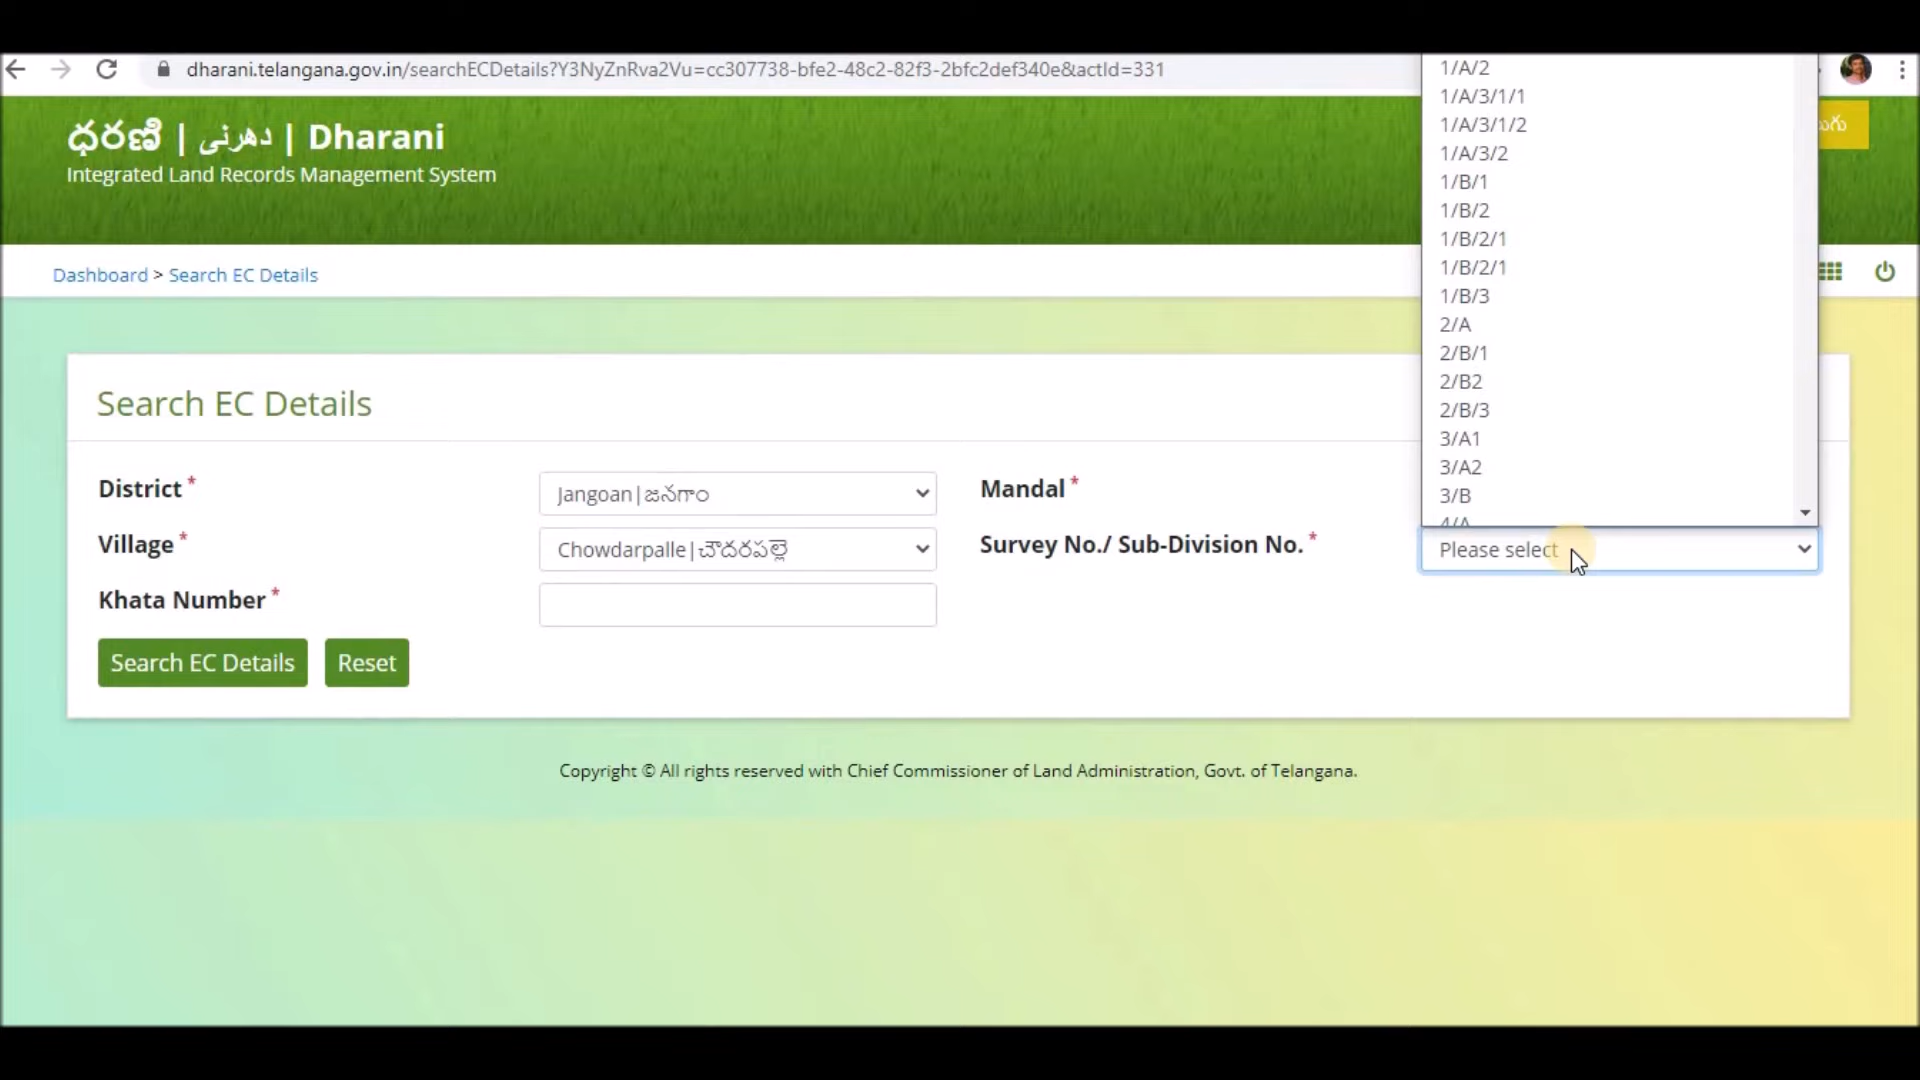 dharani.telangana.gov.in/searchECDetails?Y3NyZnRva2Vu=cc307738-bfe2-48c2-82f3-2bfc2def340e&actId=331
ధరణి | دھرنی | Dharani
Integrated Land Records Management System
Dashboard > Search EC Details
1/A/2
1/A/3/1/1
1/A/3/1/2
1/A/3/2
1/B/1
1/B/2
1/B/2/1
1/B/2/1
1/B/3
2/A
2/B/1
2/B2
2/B/3
3/A1
3/A2
3/B
4/A
Search EC Details
District * Jangoan|జనగాం Mandal *
Village * Chowdarpalle|చౌదరపల్లె Survey No./ Sub-Division No. * Please select
Khata Number *
Search EC Details Reset
Copyright © All rights reserved with Chief Commissioner of Land Administration, Govt. of Telangana.